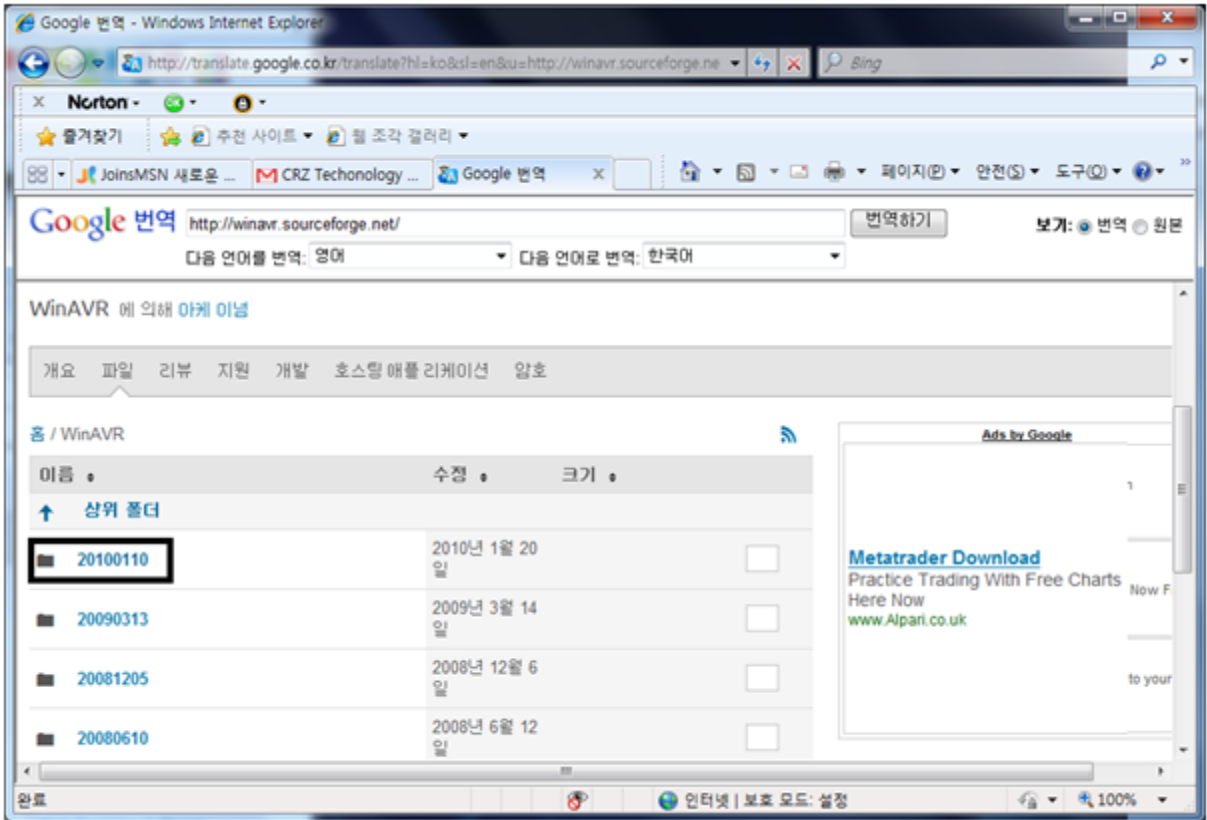 Google 번역 - Windows Internet Explorer
http://translate.google.co.kr/translate?hl=ko&sl=en&u=http://winavr.sourceforge.ne
Bing
Norton
즐겨찾기 추천 사이트 웹 조각 갤러리
JoinsMSN 새로운 ... CRZ Techonology ... Google 번역 페이지(P) 안전(S) 도구(O)
Google 번역 http://winavr.sourceforge.net/ 번역하기 보기: 번역 원본
다음 언어를 번역: 영어 다음 언어로 번역: 한국어
WinAVR 에 의해 아케 이넘
개요 파일 리뷰 지원 개발 호스팅 애플 리케이션 암호
홈 / WinAVR
이름 수정 크기
상위 폴더
20100110 2010년 1월 20
일
20090313 2009년 3월 14
일
20081205 2008년 12월 6
일
20080610 2008년 6월 12
일
Ads by Google
Metatrader Download
Practice Trading With Free Charts
Here Now
www.Alpari.co.uk
Now F
to your
완료 인터넷 | 보호 모드: 설정 100%